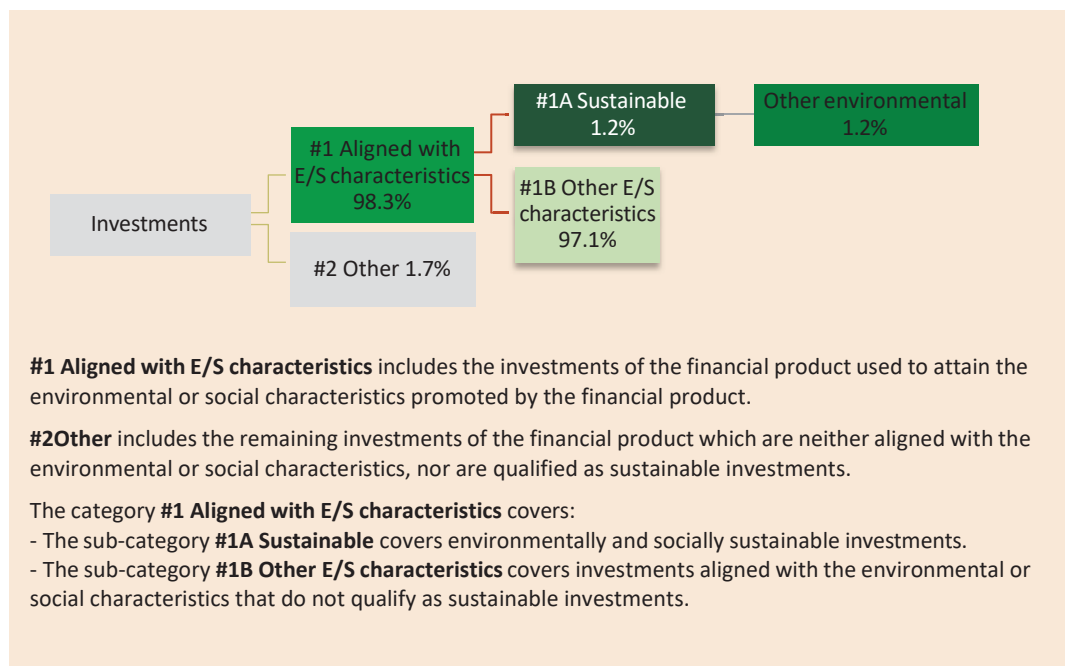 Investments
#1 Aligned with
E/S characteristics
98.3%
#2 Other 1.7%
#1A Sustainable
1.2%
#1B Other E/S
characteristics
97.1%
Other environmental
1.2%
#1 Aligned with E/S characteristics includes the investments of the financial product used to attain the
environmental or social characteristics promoted by the financial product.
#2Other includes the remaining investments of the financial product which are neither aligned with the
environmental or social characteristics, nor are qualified as sustainable investments.
The category #1 Aligned with E/S characteristics covers:
- The sub-category #1A Sustainable covers environmentally and socially sustainable investments.
- The sub-category #1B Other E/S characteristics covers investments aligned with the environmental or
social characteristics that do not qualify as sustainable investments.